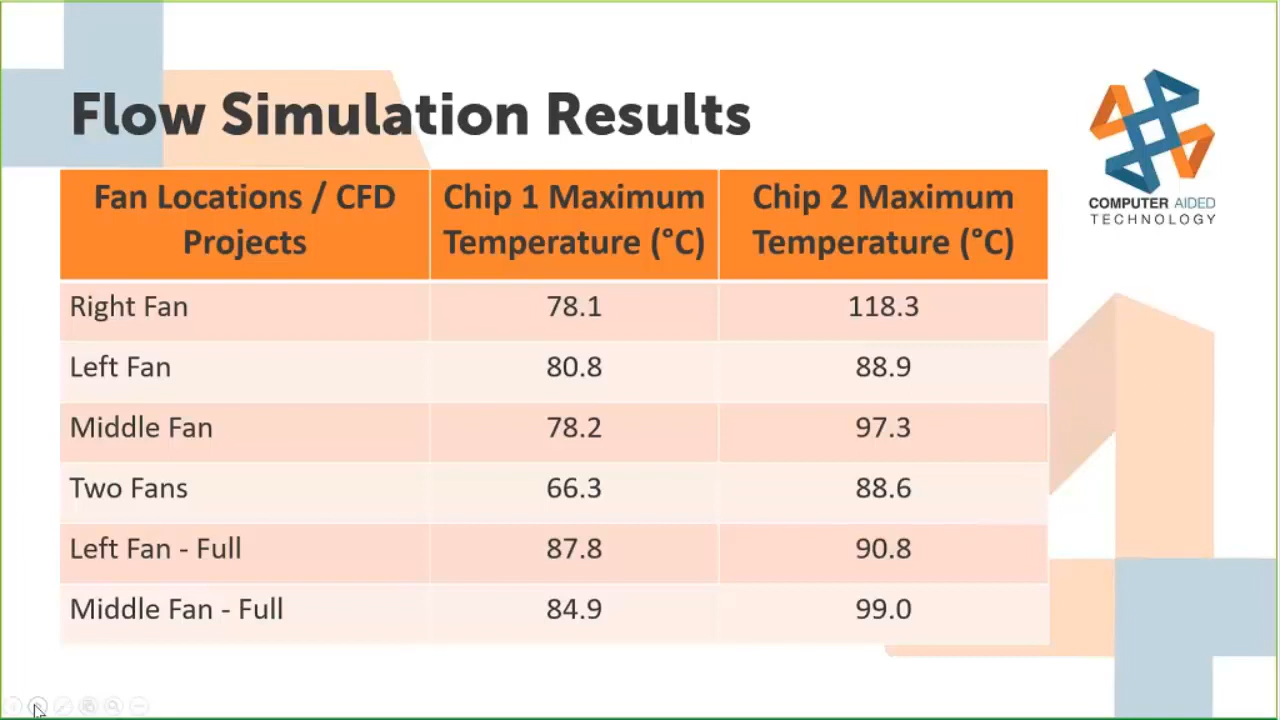 Flow Simulation Results
COMPUTER AIDED
TECHNOLOGY
Fan Locations / CFD Projects Chip 1 Maximum Temperature (°C) Chip 2 Maximum Temperature (°C)
Right Fan 78.1 118.3
Left Fan 80.8 88.9
Middle Fan 78.2 97.3
Two Fans 66.3 88.6
Left Fan - Full 87.8 90.8
Middle Fan - Full 84.9 99.0